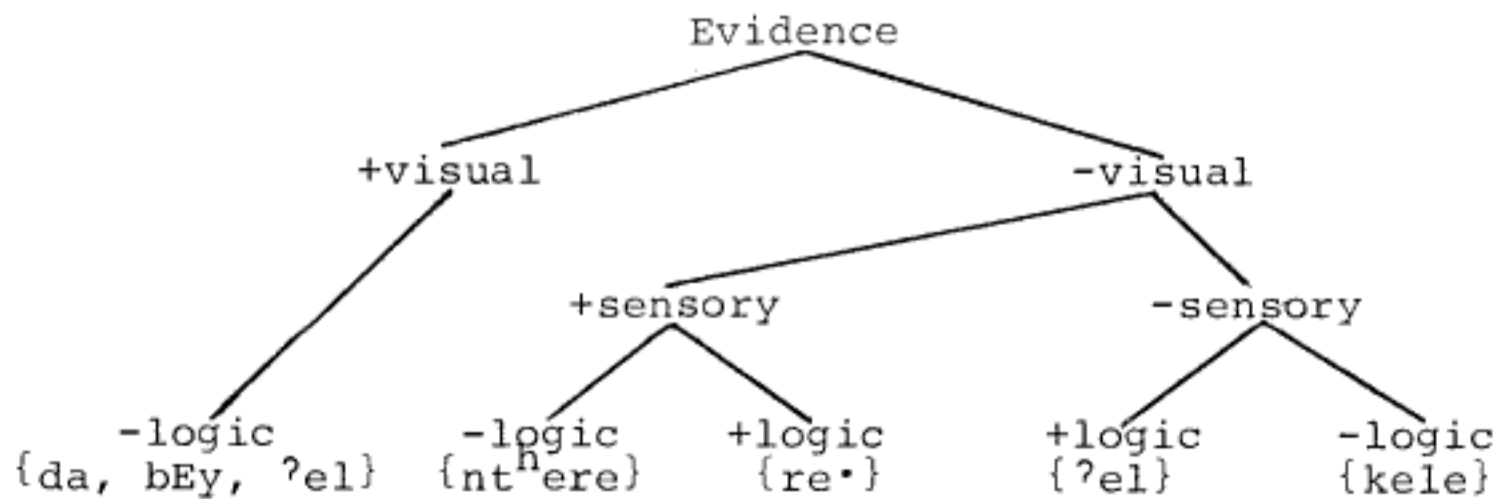 Evidence
+visual -visual
+sensory -sensory
-logic -logic +logic +logic -logic
{da, bEy, ˀel} {ntʰere} {re·} {ˀel} {kele}